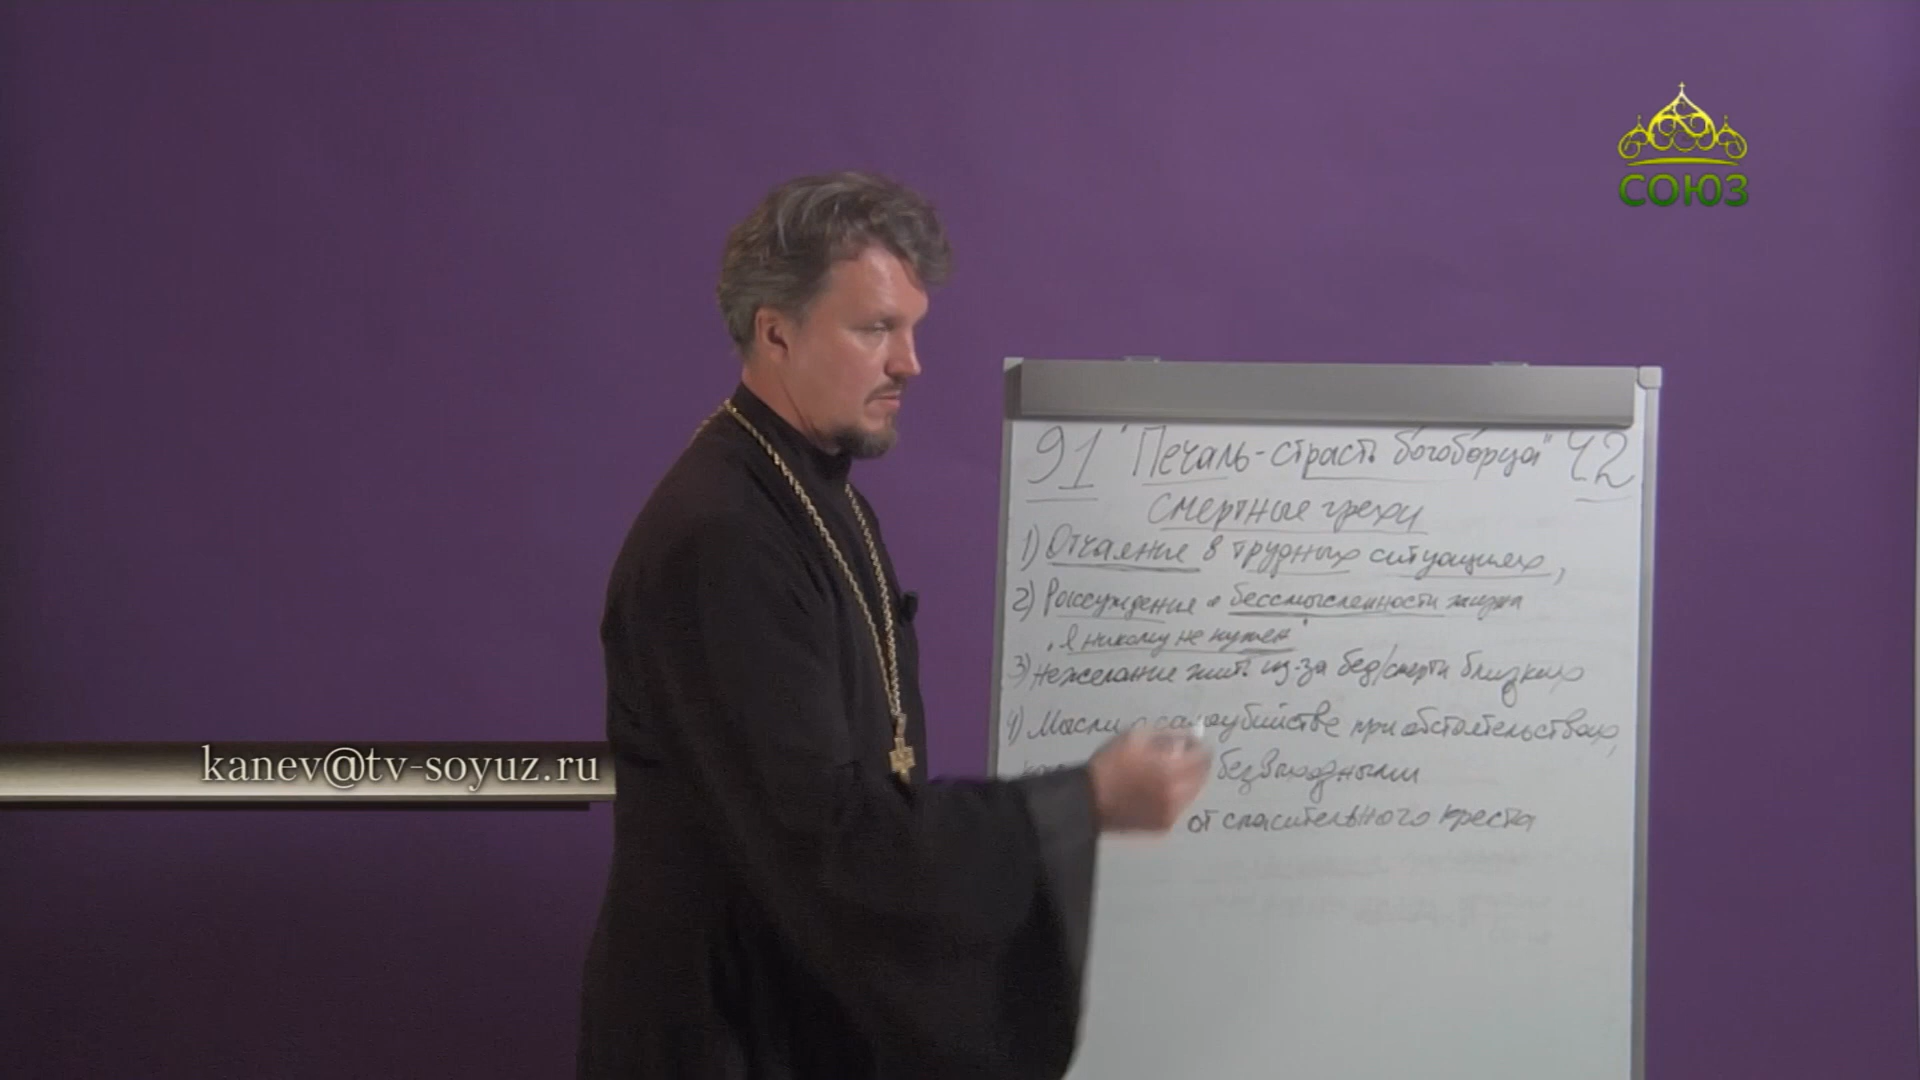 СОЮЗ
91 "Печаль-страсть богоборца" Ч2
смертные грехи
1) Отчаяние в трудных ситуациях,
2) Рассуждение о бессмысленности жизни
"Я никому не нужен"
3) Нежелание жить из-за бед/смерти близких
4) Мысли о самоубийстве при обстоятельствах,
безвыходными
от спасительного креста
kanev@tv-soyuz.ru